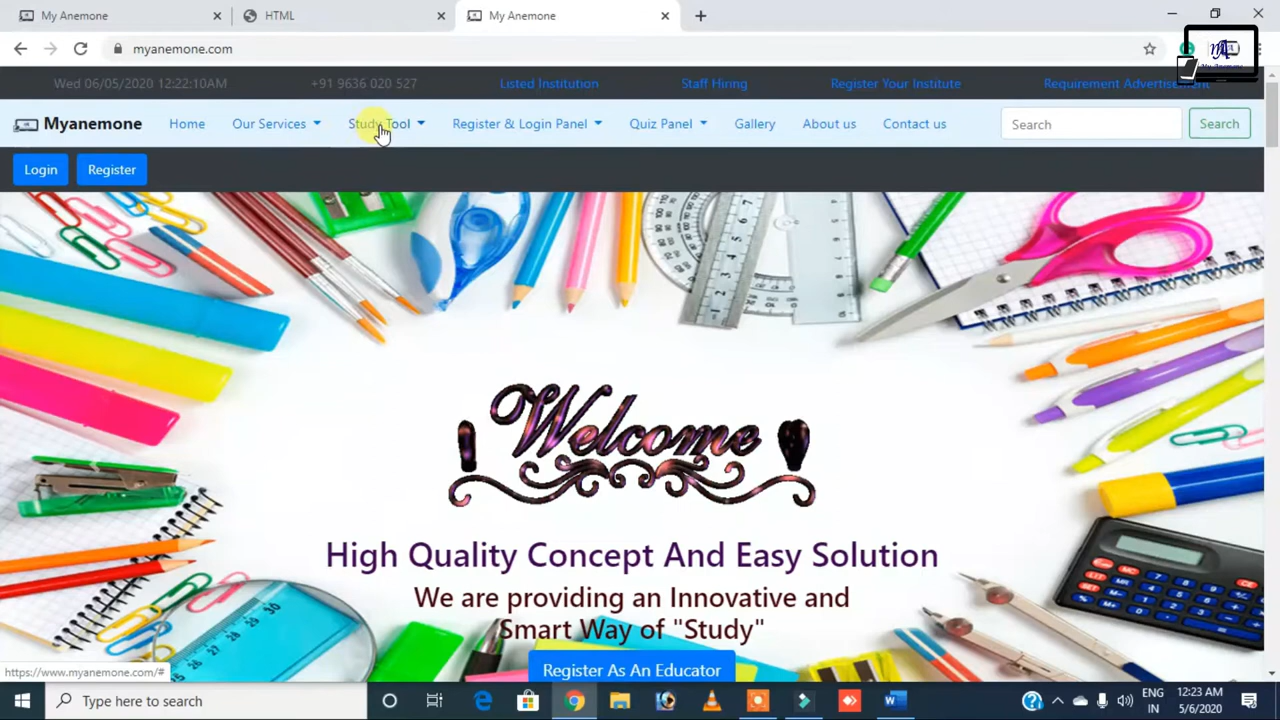 My Anemone
HTML
My Anemone
myanemone.com
Wed 06/05/2020 12:22:10AM
+91 9636 020 527
Listed Institution
Staff Hiring
Register Your Institute
Requirement Advertisement
Myanemone
Home
Our Services
Study Tool
Register & Login Panel
Quiz Panel
Gallery
About us
Contact us
Search
Search
Login
Register
Welcome
High Quality Concept And Easy Solution
We are providing an Innovative and
Smart Way of "Study"
Register As An Educator
https://www.myanemone.com/#
Type here to search
ENG
IN
12:23 AM
5/6/2020